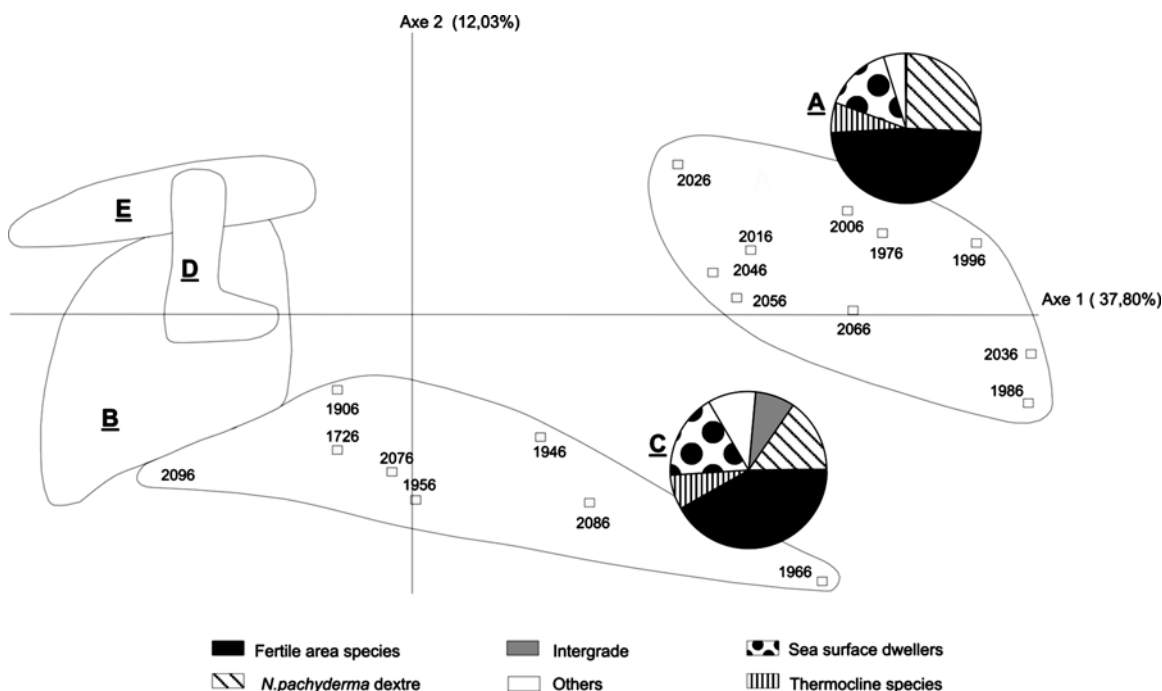 Axe 2 (12,03%)
A
2026
E
2006
2016
1976
1996
D
2046
2056
Axe 1 ( 37,80%)
2066
2036
1986
B
1906
C
1726
1946
2076
2096
1956
2086
1966
Fertile area species
Intergrade
Sea surface dwellers
N.pachyderma dextre
Others
Thermocline species